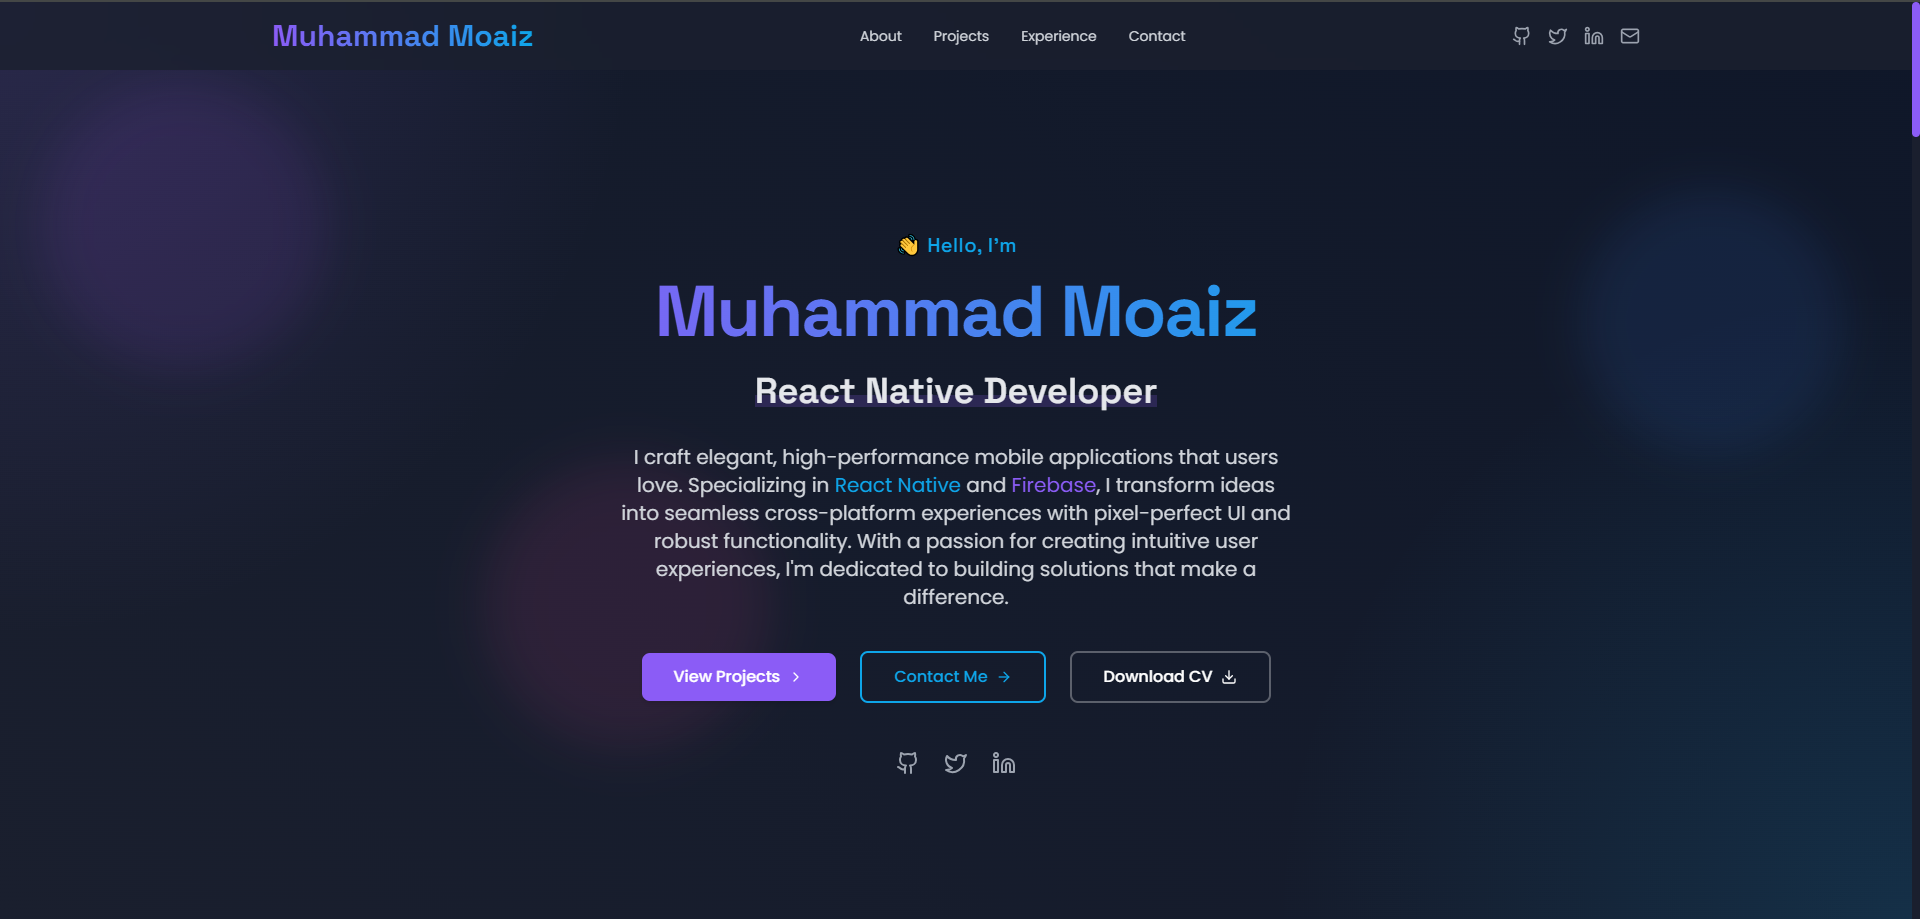 Muhammad Moaiz
About Projects Experience Contact
👋 Hello, I'm
Muhammad Moaiz
React Native Developer
I craft elegant, high-performance mobile applications that users
love. Specializing in React Native and Firebase, I transform ideas
into seamless cross-platform experiences with pixel-perfect UI and
robust functionality. With a passion for creating intuitive user
experiences, I'm dedicated to building solutions that make a
difference.
View Projects Contact Me Download CV